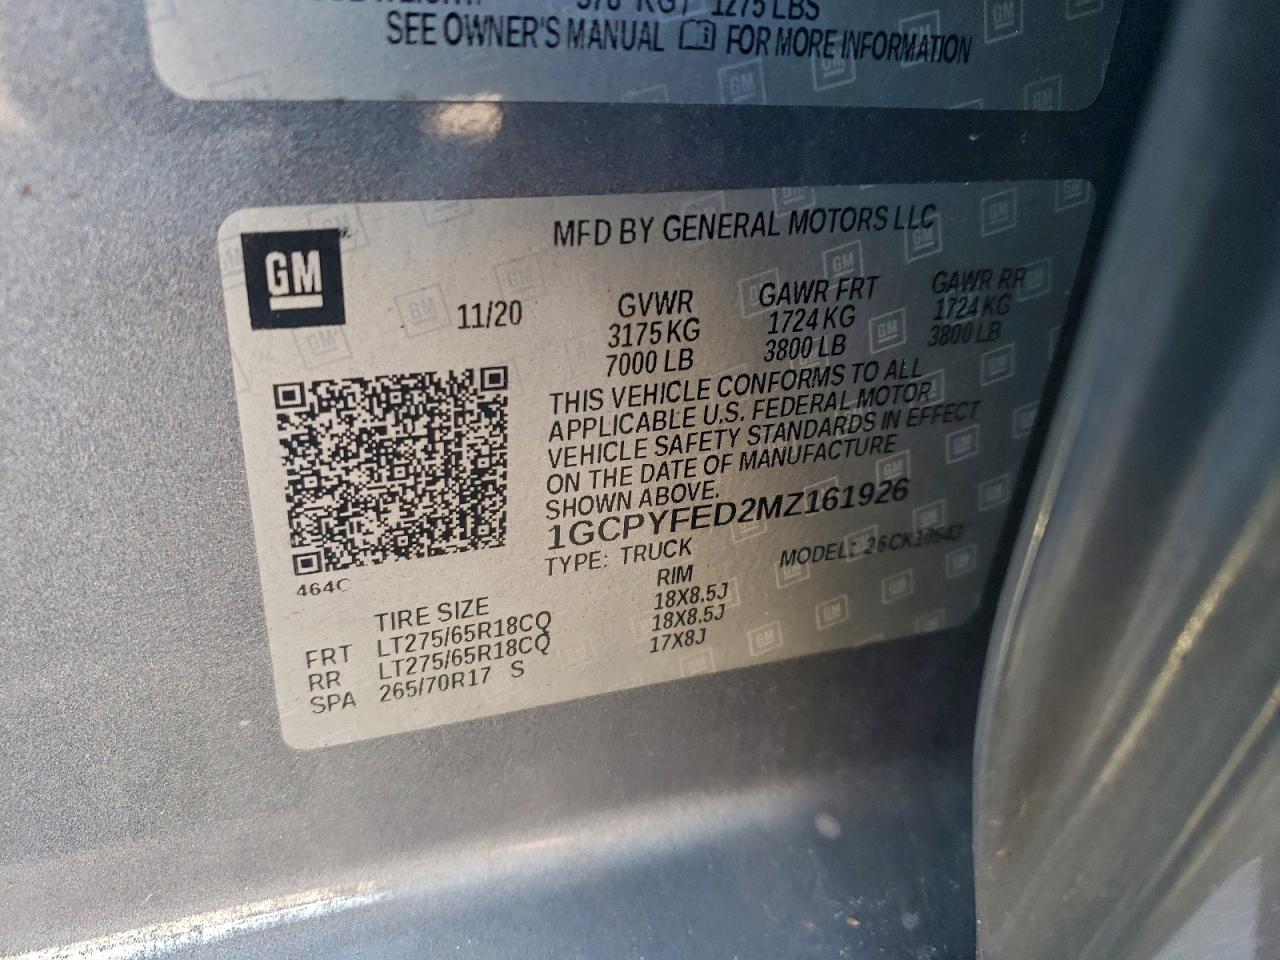 1275 LBS
SEE OWNER'S MANUAL FOR MORE INFORMATION
GM
MFD BY GENERAL MOTORS LLC
11/20
GVWR GAWR FRT GAWR RR
3175 KG 1724 KG 1724 KG
7000 LB 3800 LB 3800 LB
THIS VEHICLE CONFORMS TO ALL
APPLICABLE U.S. FEDERAL MOTOR
VEHICLE SAFETY STANDARDS IN EFFECT
ON THE DATE OF MANUFACTURE
SHOWN ABOVE.
1GCPYFED2MZ161926
TYPE: TRUCK MODEL:
464C
TIRE SIZE RIM
FRT LT275/65R18CQ 18X8.5J
RR LT275/65R18CQ 18X8.5J
SPA 265/70R17 S 17X8J